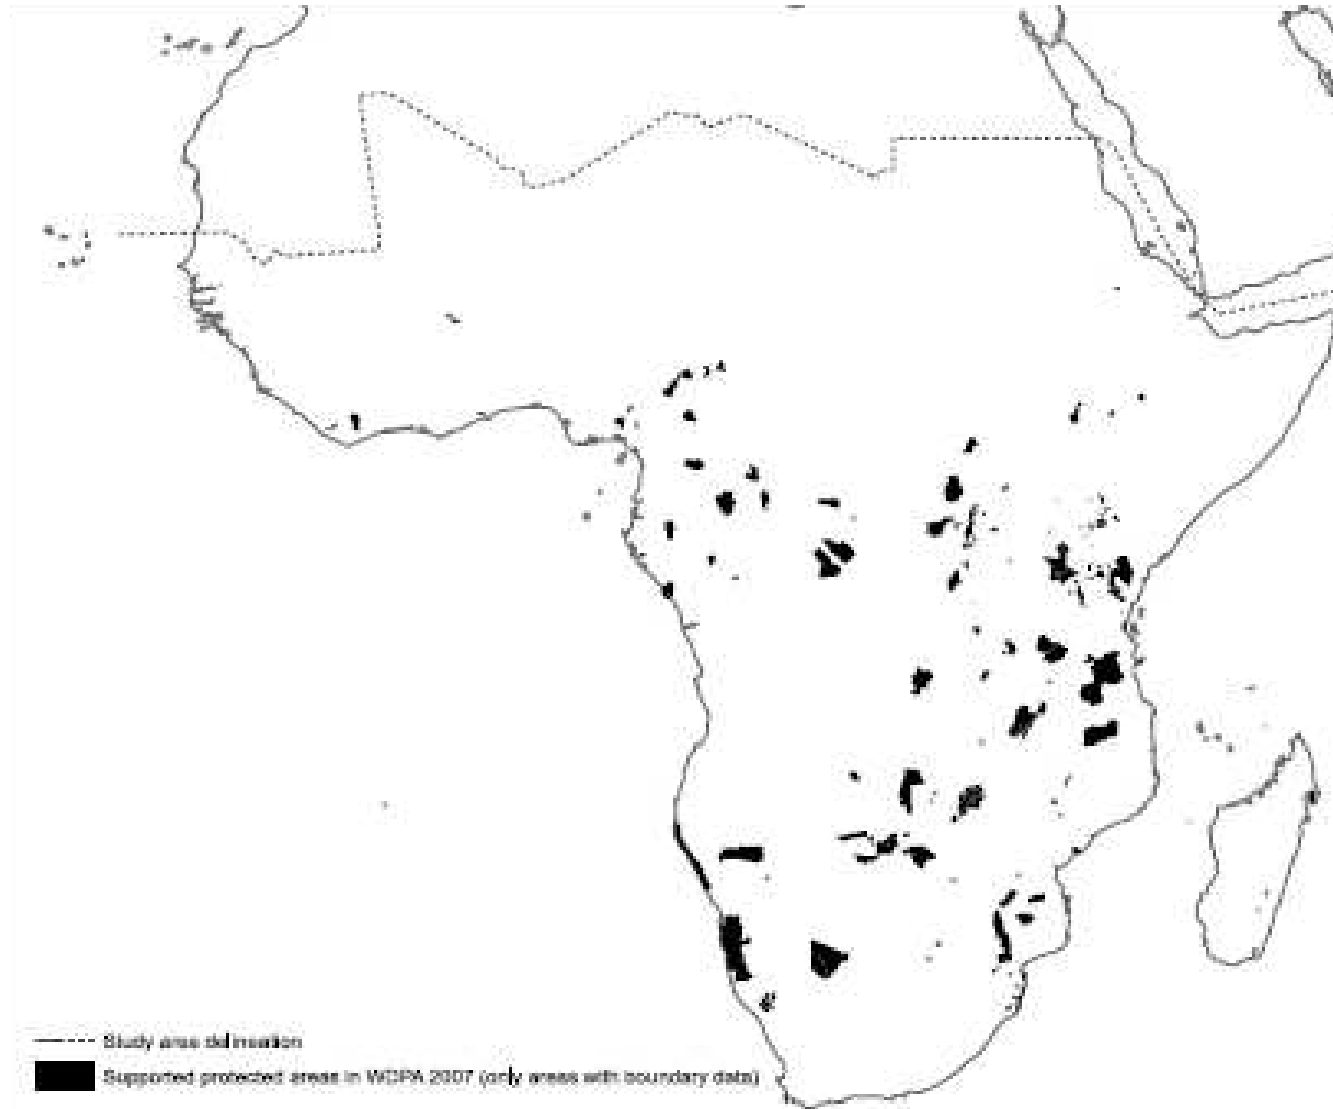 Study area delineation
Supported protected areas in WDPA 2007 (only areas with boundary data)